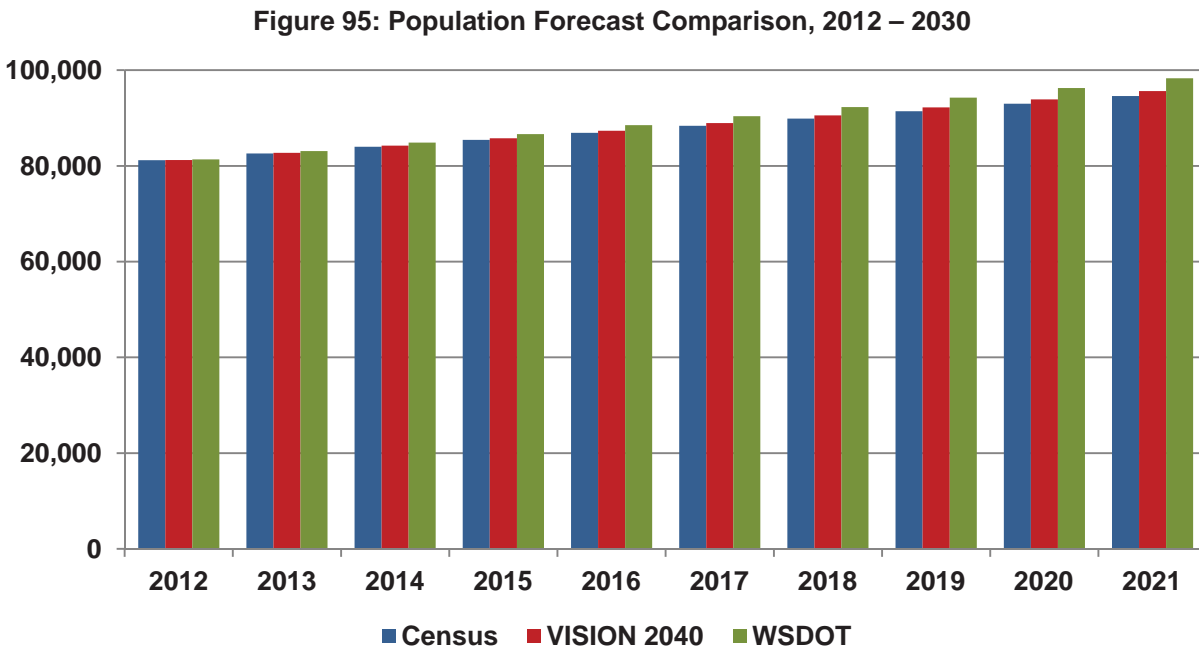 Figure 95: Population Forecast Comparison, 2012 – 2030
100,000
80,000
60,000
40,000
20,000
0
2012 2013 2014 2015 2016 2017 2018 2019 2020 2021
Census VISION 2040 WSDOT